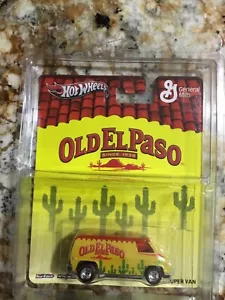 Hot Wheels
G
General Mills
OLD EL PASO
SINCE 1938
OLD EL PASO
SUPER VAN